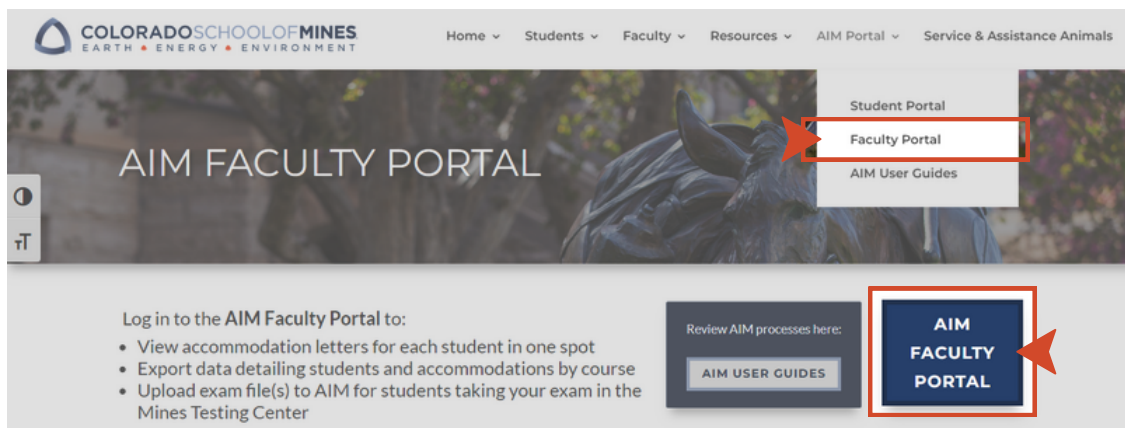 COLORADOSCHOOLOFMINES
EARTH • ENERGY • ENVIRONMENT
Home Students Faculty Resources AIM Portal Service & Assistance Animals
Student Portal
Faculty Portal
AIM User Guides
AIM FACULTY PORTAL
тT
Log in to the AIM Faculty Portal to:
• View accommodation letters for each student in one spot
• Export data detailing students and accommodations by course
• Upload exam file(s) to AIM for students taking your exam in the
Mines Testing Center
Review AIM processes here:
AIM USER GUIDES
AIM
FACULTY
PORTAL